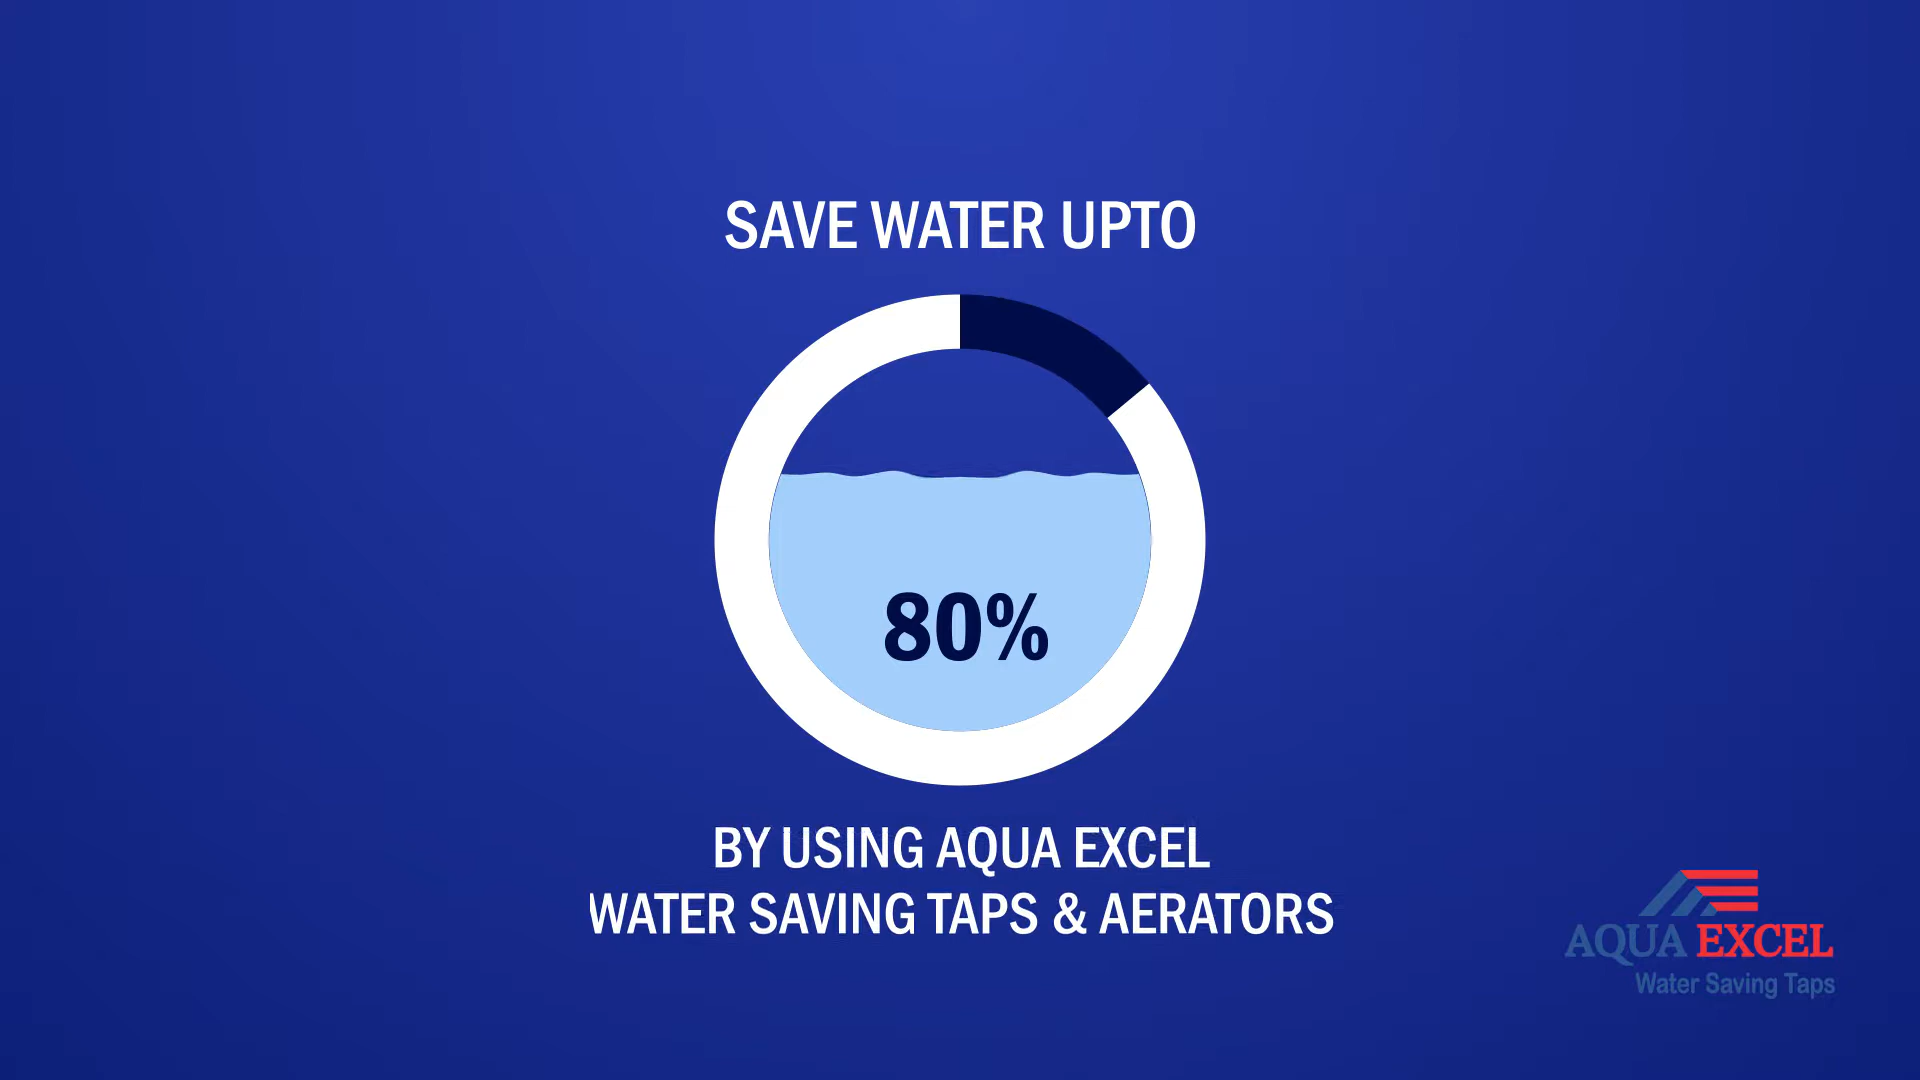 SAVE WATER UPTO
80%
BY USING AQUA EXCEL
WATER SAVING TAPS & AERATORS
AQUA EXCEL
Water Saving Taps